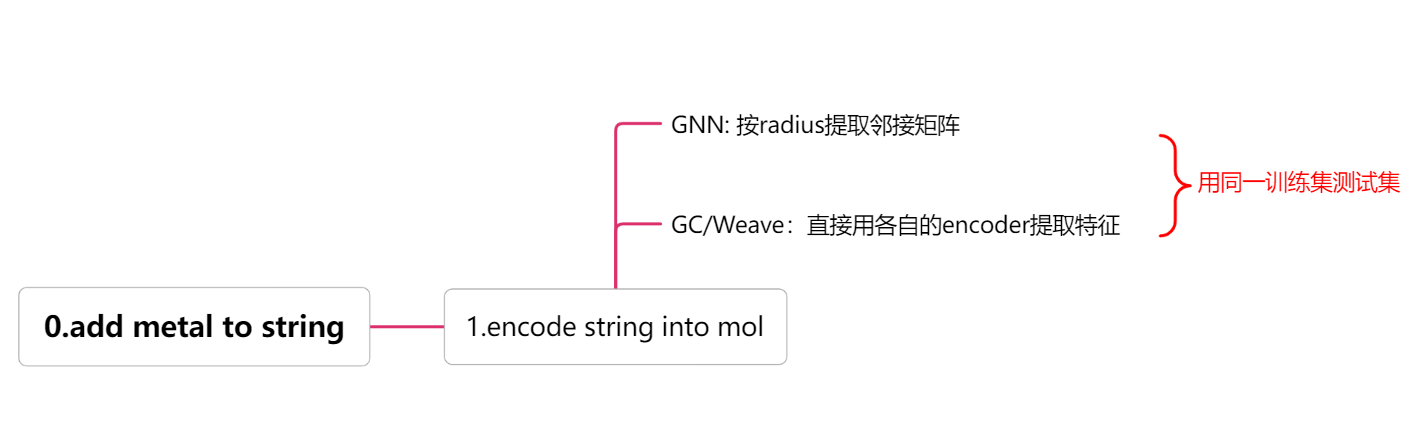 GNN: 按radius提取邻接矩阵
用同一训练集测试集
GC/Weave：直接用各自的encoder提取特征
0.add metal to string
1.encode string into mol